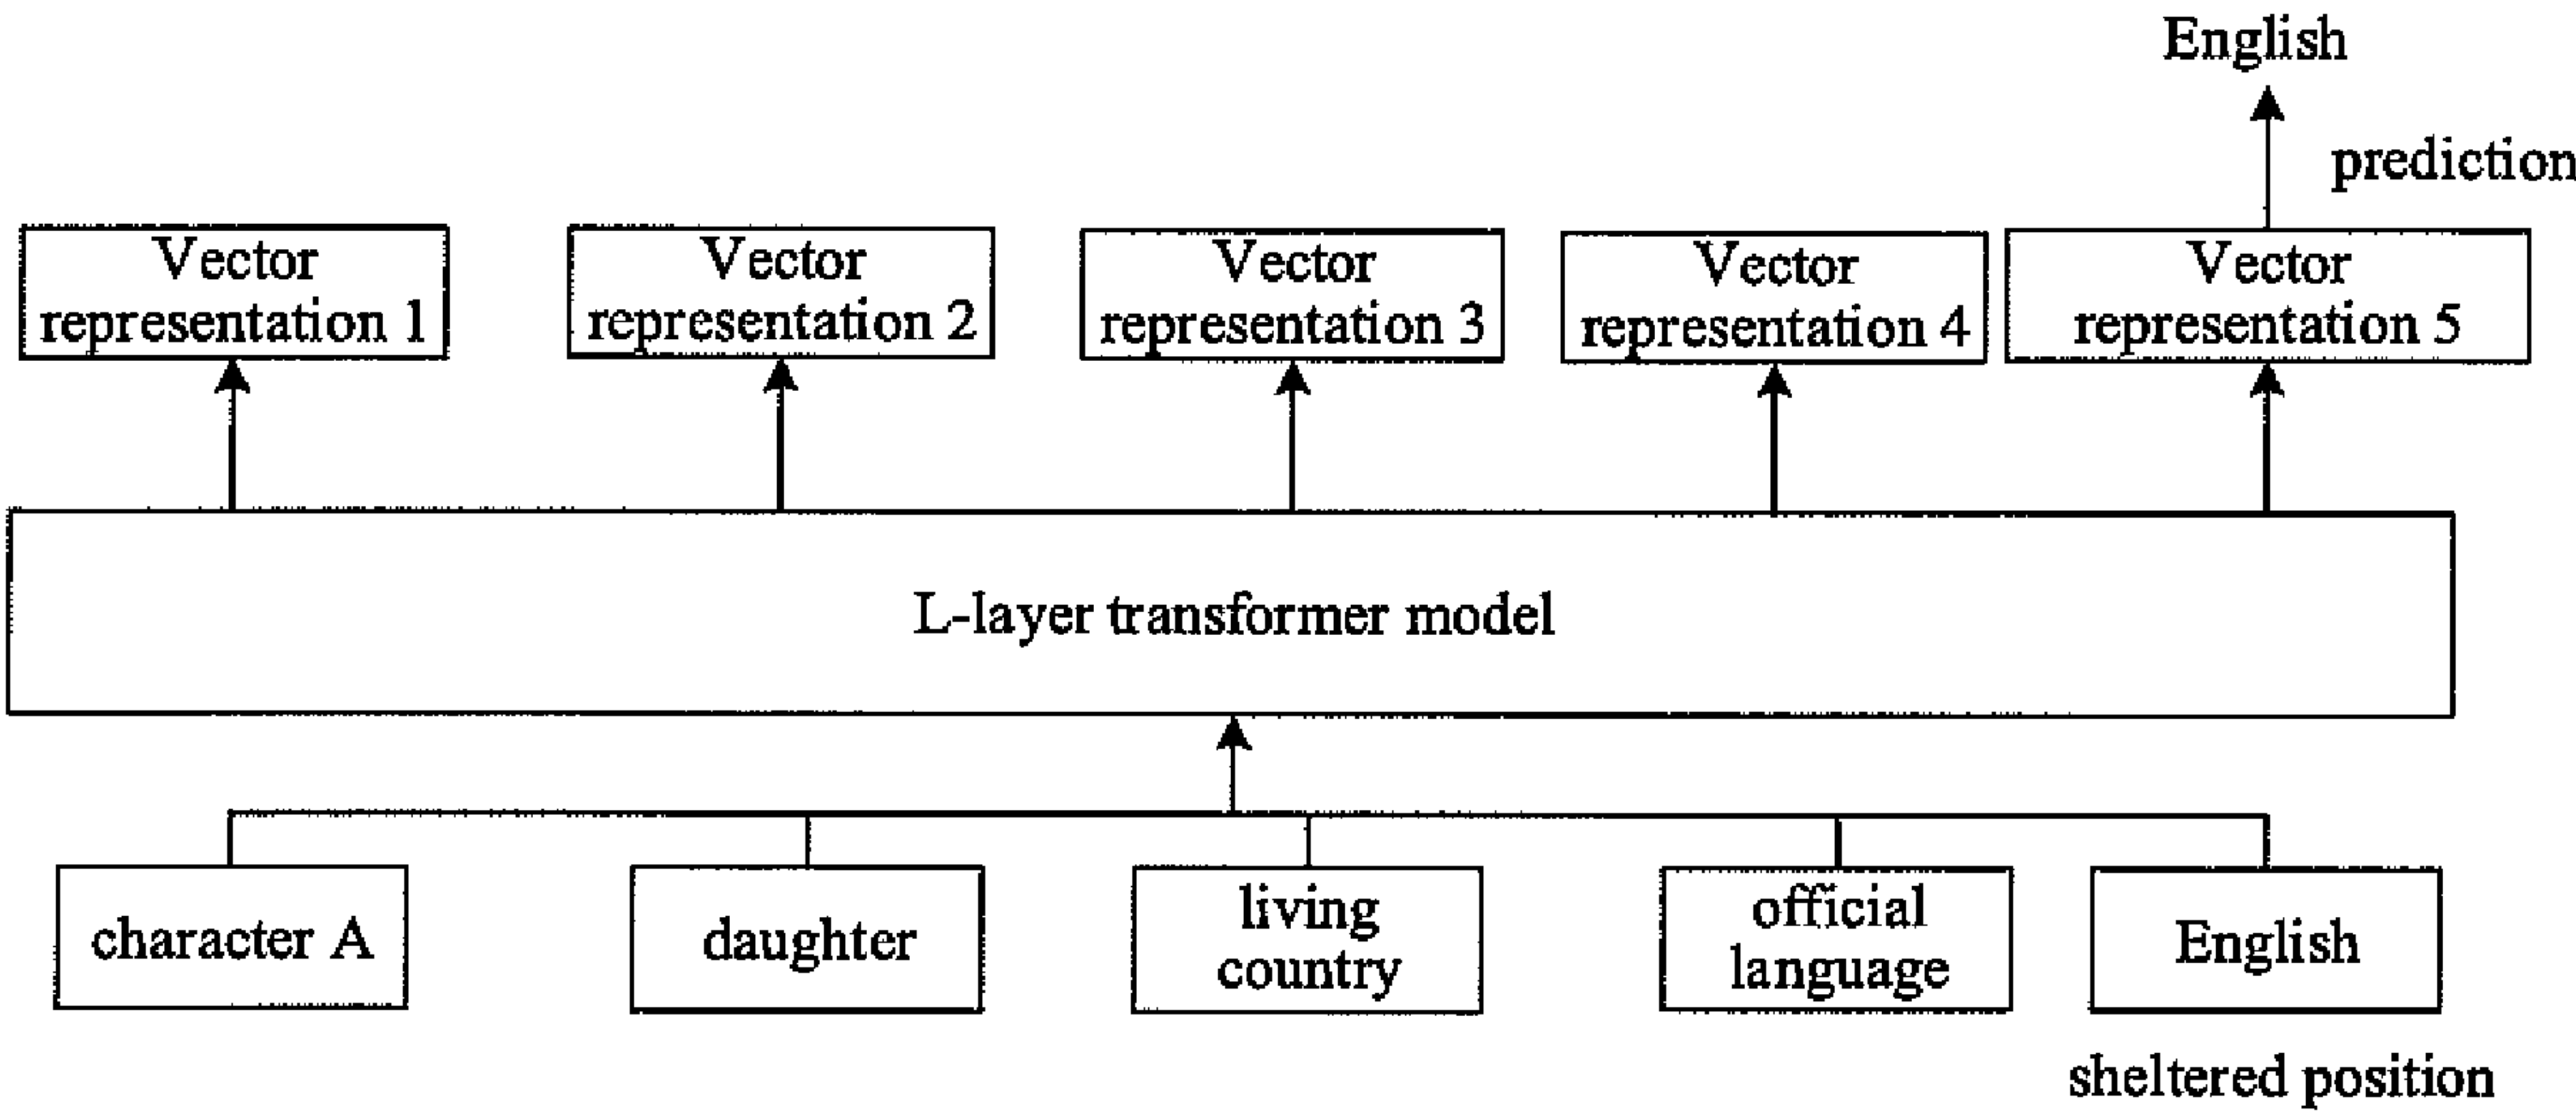 English
prediction
Vector
representation 1
Vector
representation 2
Vector
representation 3
Vector
representation 4
Vector
representation 5
L-layer transformer model
character A
daughter
living
country
official
language
English
sheltered position